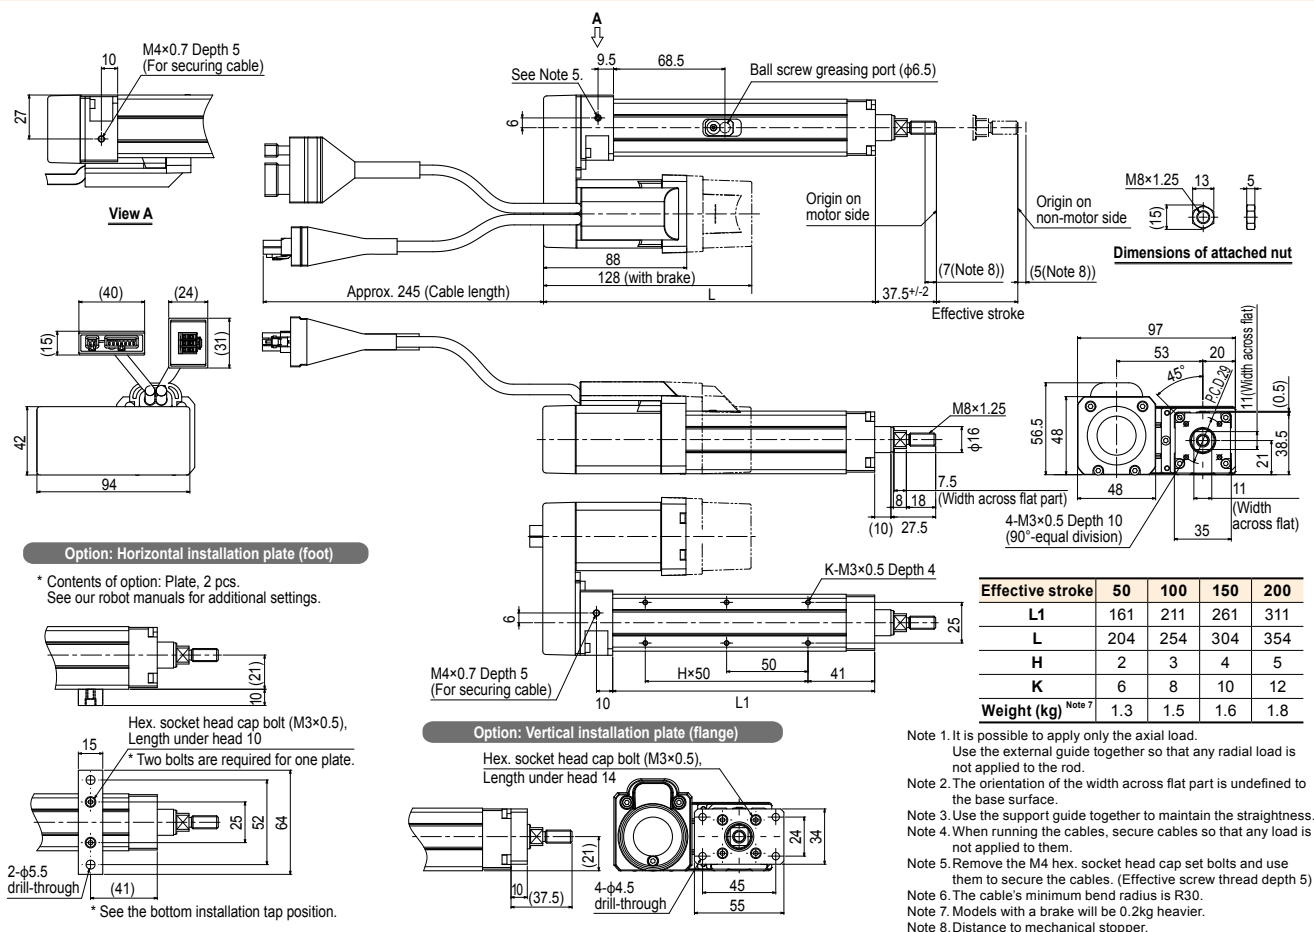 A
10
M4×0.7 Depth 5
(For securing cable)
27
View A
See Note 5.
9.5
68.5
Ball screw greasing port (ϕ6.5)
6
Origin on
motor side
Origin on
non-motor side
M8×1.25
13
5
(15)
Dimensions of attached nut
88
128 (with brake)
L
Approx. 245 (Cable length)
37.5+/-2
(7(Note 8))
(5(Note 8))
Effective stroke
(40)
(24)
(15)
(31)
42
94
M8×1.25
ϕ16
7.5
(Width across flat part)
8
18
(10)
27.5
97
53
20
45°
P.C.D.29
11(Width across flat)
(0.5)
56.5
48
21
38.5
48
11
(Width
across flat)
35
4-M3×0.5 Depth 10
(90°-equal division)
Option: Horizontal installation plate (foot)
* Contents of option: Plate, 2 pcs.
See our robot manuals for additional settings.
(21)
10
Hex. socket head cap bolt (M3×0.5),
Length under head 10
* Two bolts are required for one plate.
15
25
52
64
2-ϕ5.5
drill-through
(41)
* See the bottom installation tap position.
K-M3×0.5 Depth 4
6
25
M4×0.7 Depth 5
(For securing cable)
H×50
50
41
10
L1
Option: Vertical installation plate (flange)
Hex. socket head cap bolt (M3×0.5),
Length under head 14
(21)
10
(37.5)
4-ϕ4.5
drill-through
24
34
45
55
Effective stroke 50 100 150 200
L1 161 211 261 311
L 204 254 304 354
H 2 3 4 5
K 6 8 10 12
Weight (kg) Note 7 1.3 1.5 1.6 1.8
Note 1. It is possible to apply only the axial load.
Use the external guide together so that any radial load is
not applied to the rod.
Note 2. The orientation of the width across flat part is undefined to
the base surface.
Note 3. Use the support guide together to maintain the straightness.
Note 4. When running the cables, secure cables so that any load is
not applied to them.
Note 5. Remove the M4 hex. socket head cap set bolts and use
them to secure the cables. (Effective screw thread depth 5)
Note 6. The cable's minimum bend radius is R30.
Note 7. Models with a brake will be 0.2kg heavier.
Note 8. Distance to mechanical stopper.